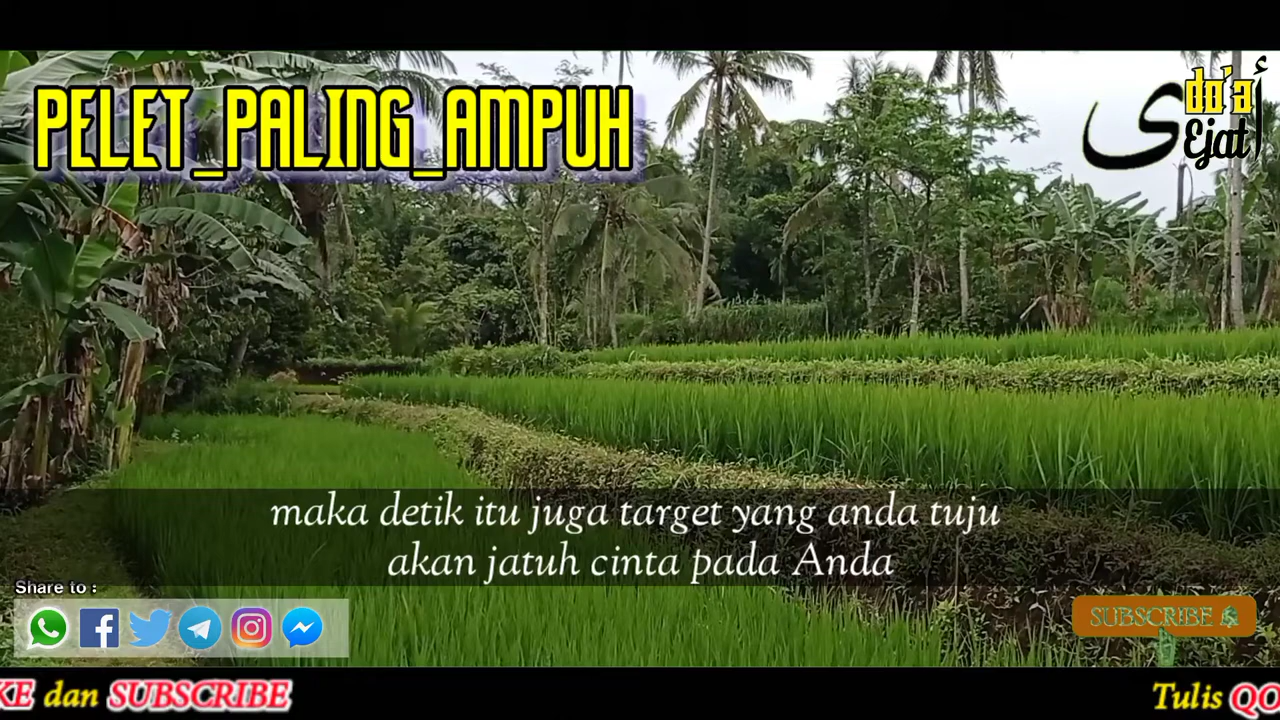 PELET_PALING_AMPUH
do'a
Ejat
maka detik itu juga target yang anda tuju
akan jatuh cinta pada Anda
Share to :
SUBSCRIBE
KE dan SUBSCRIBE
Tulis QO